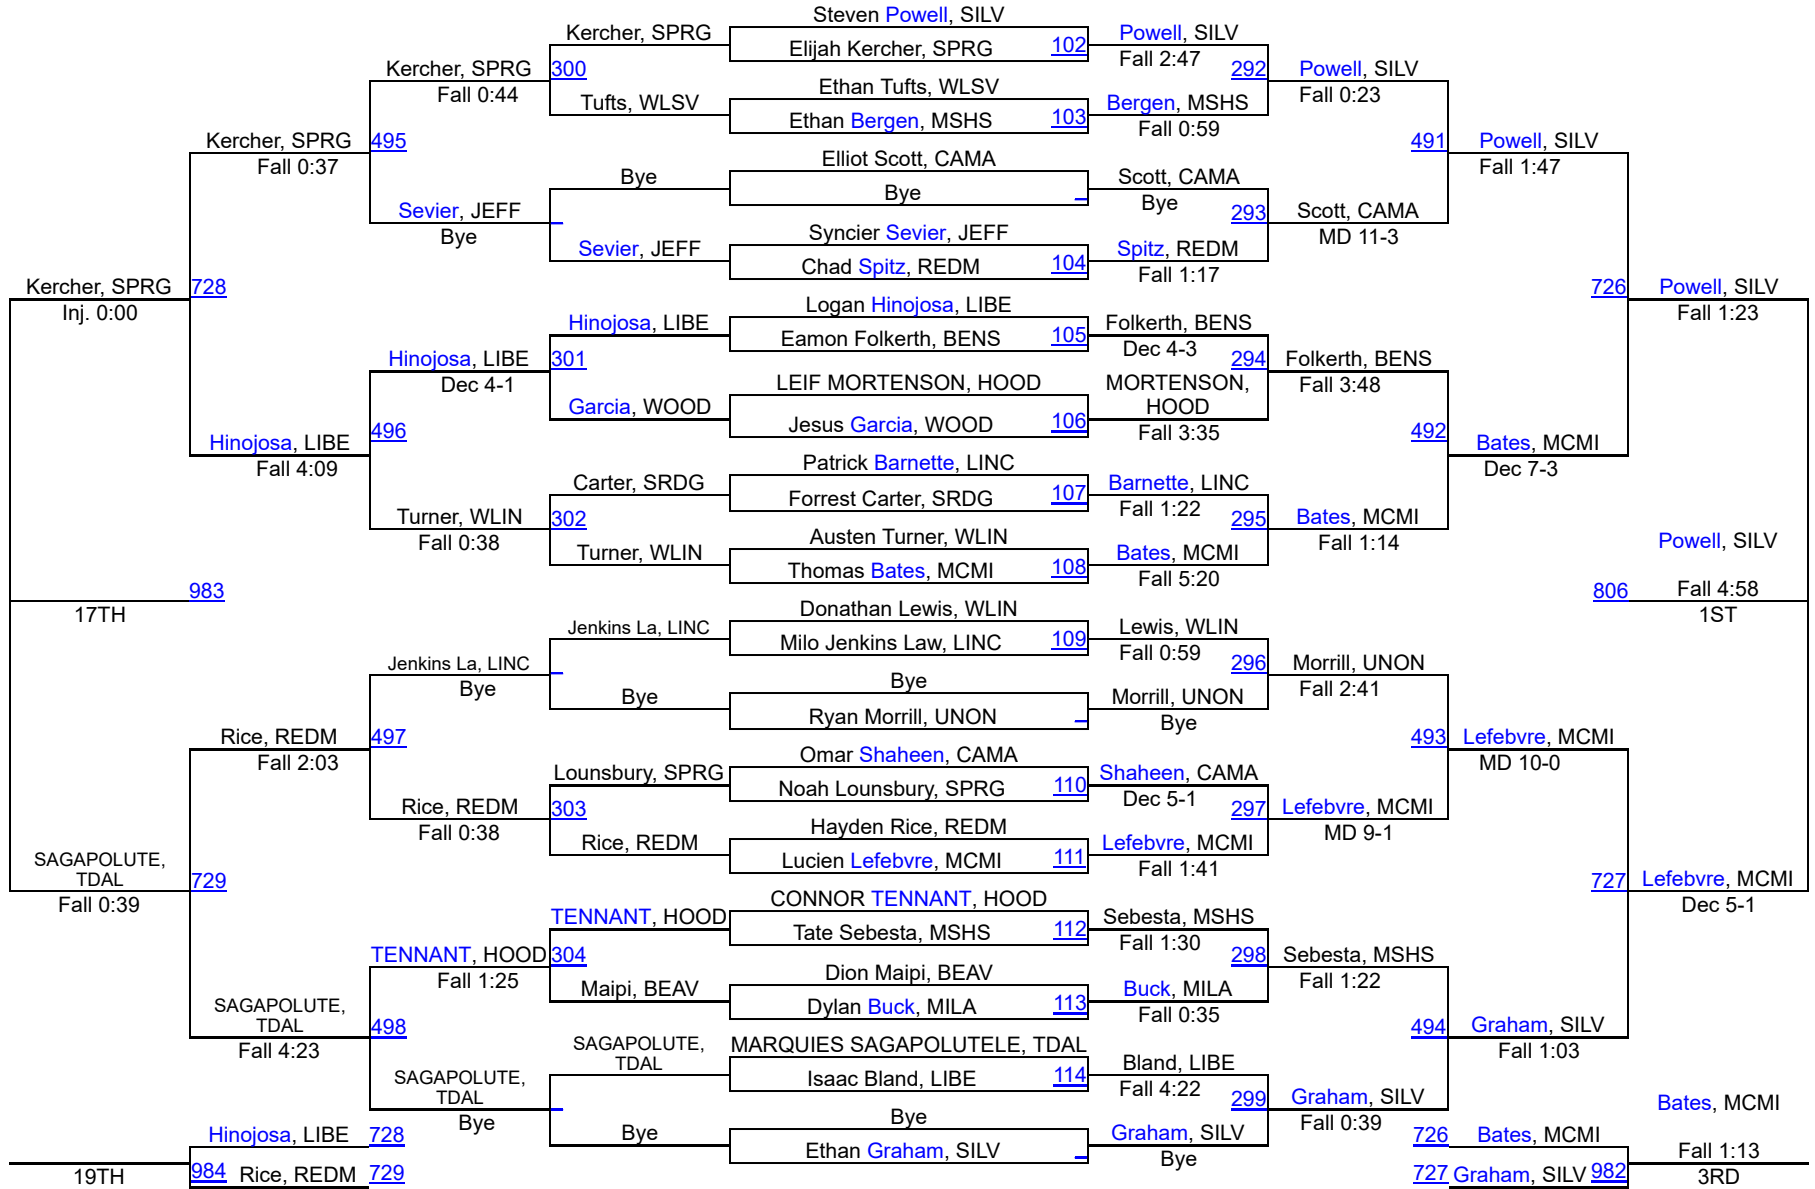 Steven Powell, SILV
Kercher, SPRG
Elijah Kercher, SPRG 102
Powell, SILV
Fall 2:47
Kercher, SPRG
Fall 0:44
300
292
Powell, SILV
Fall 0:23
Ethan Tufts, WLSV
Tufts, WLSV
Ethan Bergen, MSHS 103
Bergen, MSHS
Fall 0:59
Kercher, SPRG
Fall 0:37
495
491
Powell, SILV
Fall 1:47
Elliot Scott, CAMA
Bye
Bye
Scott, CAMA
Bye
Sevier, JEFF
Bye
293
Scott, CAMA
MD 11-3
Syncier Sevier, JEFF
Sevier, JEFF
Chad Spitz, REDM 104
Spitz, REDM
Fall 1:17
Kercher, SPRG
Inj. 0:00
728
726
Powell, SILV
Fall 1:23
Logan Hinojosa, LIBE
Hinojosa, LIBE
Eamon Folkerth, BENS 105
Folkerth, BENS
Dec 4-3
Hinojosa, LIBE
Dec 4-1
301
294
Folkerth, BENS
Fall 3:48
LEIF MORTENSON, HOOD
Garcia, WOOD
Jesus Garcia, WOOD 106
MORTENSON,
HOOD
Fall 3:35
Hinojosa, LIBE
Fall 4:09
496
492
Bates, MCMI
Dec 7-3
Patrick Barnette, LINC
Carter, SRDG
Forrest Carter, SRDG 107
Barnette, LINC
Fall 1:22
Turner, WLIN
Fall 0:38
302
295
Bates, MCMI
Fall 1:14
Austen Turner, WLIN
Turner, WLIN
Thomas Bates, MCMI 108
Bates, MCMI
Fall 5:20
Powell, SILV
983
17TH
806
Fall 4:58
1ST
Donathan Lewis, WLIN
Jenkins La, LINC
Milo Jenkins Law, LINC 109
Lewis, WLIN
Fall 0:59
Jenkins La, LINC
Bye
296
Morrill, UNON
Fall 2:41
Bye
Bye
Ryan Morrill, UNON
Morrill, UNON
Bye
Rice, REDM
Fall 2:03
497
493
Lefebvre, MCMI
MD 10-0
Omar Shaheen, CAMA
Lounsbury, SPRG
Noah Lounsbury, SPRG 110
Shaheen, CAMA
Dec 5-1
Rice, REDM
Fall 0:38
303
297
Lefebvre, MCMI
MD 9-1
Hayden Rice, REDM
Rice, REDM
Lucien Lefebvre, MCMI 111
Lefebvre, MCMI
Fall 1:41
SAGAPOLUTE,
TDAL
Fall 0:39
729
727
Lefebvre, MCMI
Dec 5-1
CONNOR TENNANT, HOOD
TENNANT, HOOD
Tate Sebesta, MSHS 112
Sebesta, MSHS
Fall 1:30
TENNANT, HOOD
Fall 1:25
304
298
Sebesta, MSHS
Fall 1:22
Dion Maipi, BEAV
Maipi, BEAV
Dylan Buck, MILA 113
Buck, MILA
Fall 0:35
SAGAPOLUTE,
TDAL
Fall 4:23
498
494
Graham, SILV
Fall 1:03
MARQUIES SAGAPOLUTELE, TDAL
SAGAPOLUTE,
TDAL
Isaac Bland, LIBE 114
Bland, LIBE
Fall 4:22
SAGAPOLUTE,
TDAL
Bye
299
Graham, SILV
Fall 0:39
Bye
Bye
Ethan Graham, SILV
Graham, SILV
Bye
Bates, MCMI
Hinojosa, LIBE 728
726 Bates, MCMI
Fall 1:13
19TH
984 Rice, REDM 729
727 Graham, SILV 982
3RD